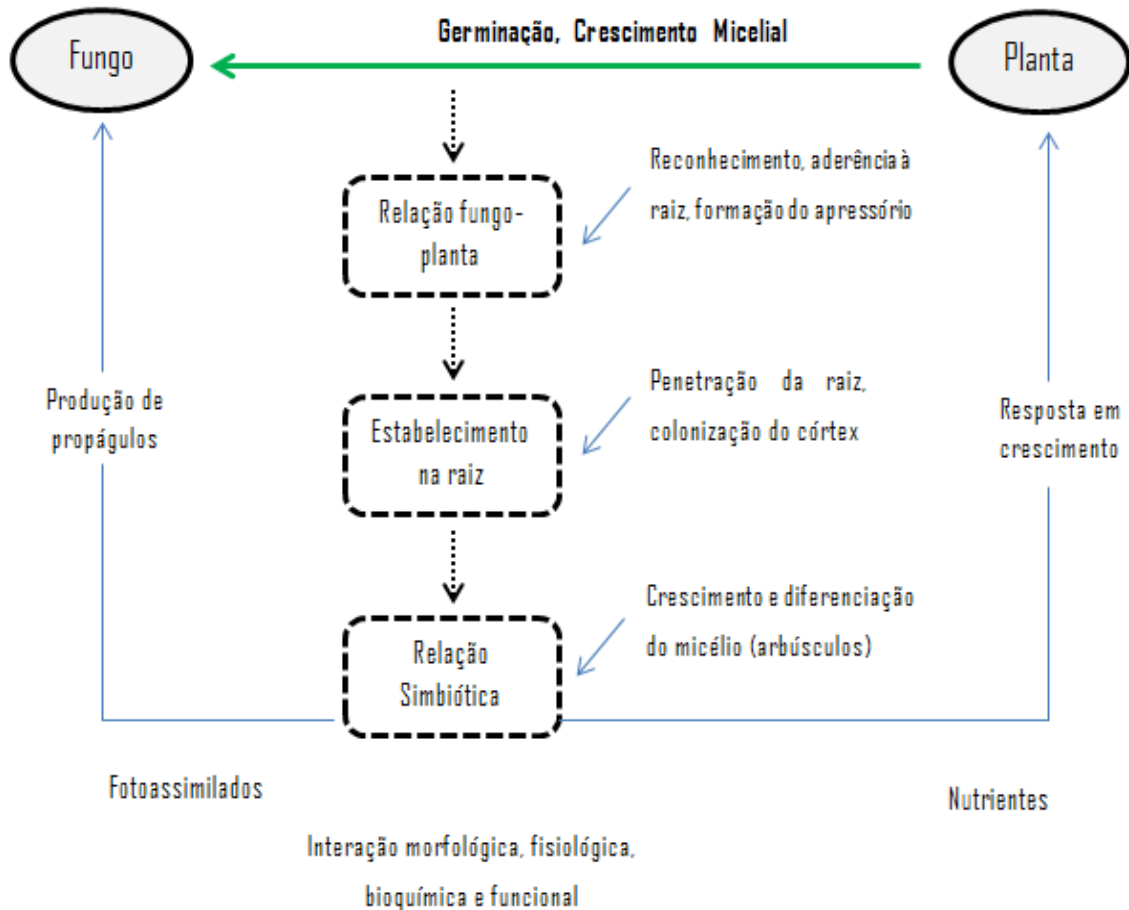 Germinação, Crescimento Micelial
Fungo
Planta
Reconhecimento, aderência à
raiz, formação do apressório
Relação fungo-
planta
Produção de
propágulos
Penetração da raiz,
colonização do córtex
Estabelecimento
na raiz
Resposta em
crescimento
Crescimento e diferenciação
do micélio (arbúsculos)
Relação
Simbiótica
Fotoassimilados
Nutrientes
Interação morfológica, fisiológica,
bioquímica e funcional